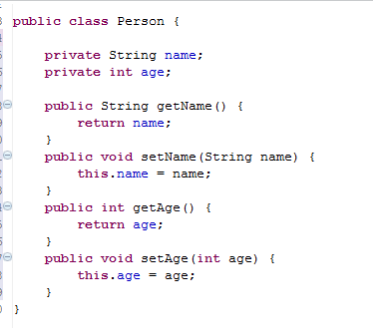 public class Person {
private String name;
private int age;
public String getName() {
return name;
}
public void setName(String name) {
this.name = name;
}
public int getAge() {
return age;
}
public void setAge(int age) {
this.age = age;
}
}